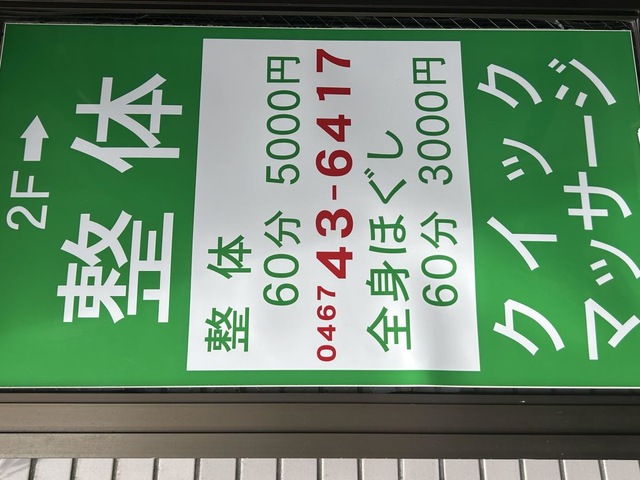 2F→
整体
整 体
60分 5000円
0467 43-6417
全身ほぐし
60分 3000円
クイック
マッサージ